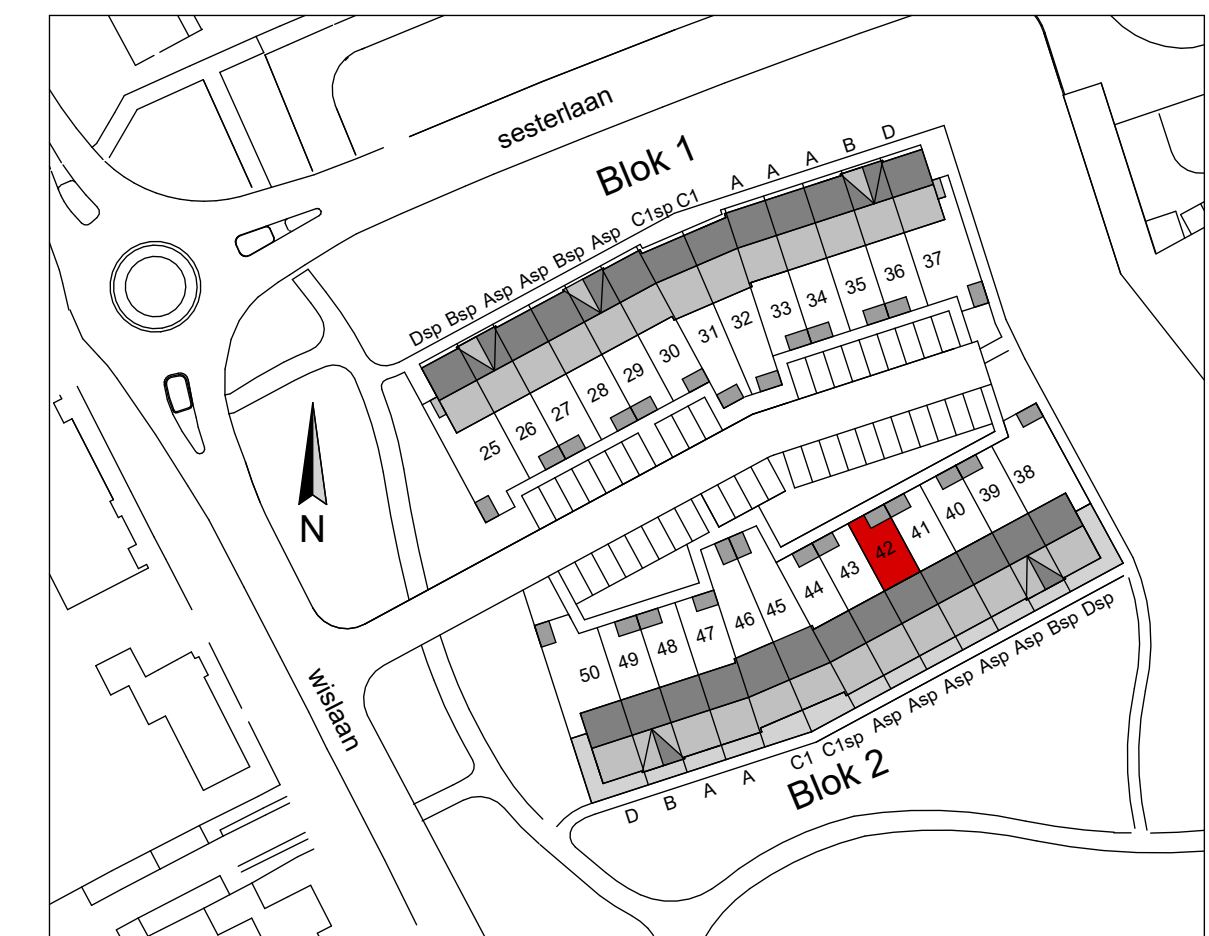 sesterlaan
Blok 1
Dsp Bsp Asp Asp Bsp Asp C1sp C1 A A A B D
25 26 27 28 29 30 31 32 33 34 35 36 37
N
wislaan
50 49 48 47 46 45 44 43 42 41 40 39 38
D B A A C1 C1sp Asp Asp Asp Asp Asp Bsp Dsp
Blok 2